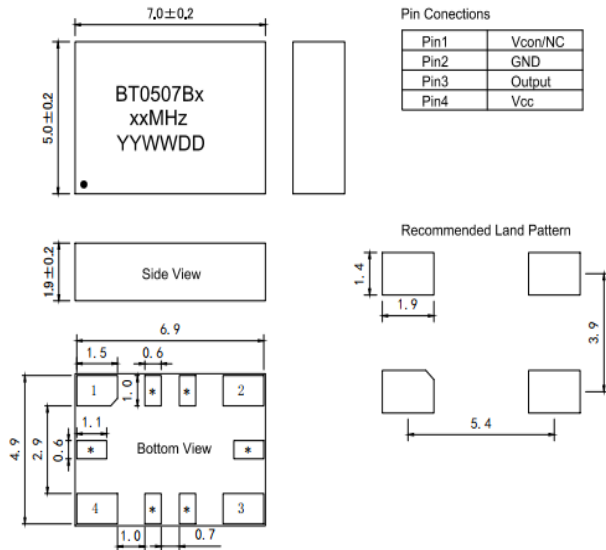 7.0±0.2
5.0±0.2
BT0507Bx
xxMHz
YYWWDD
Pin Conections
Pin1 Vcon/NC
Pin2 GND
Pin3 Output
Pin4 Vcc
1.9±0.2
Side View
Recommended Land Pattern
1.4
1.9
3.9
5.4
6.9
1.5 0.6
1 1.0 * * 2
4.9 2.9 0.6 1.1
* Bottom View *
4 * * 3
1.0 0.7